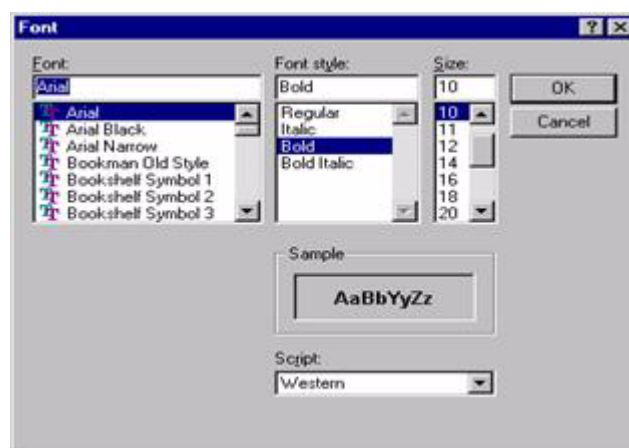 Font
Font:
Arial
Arial
Arial Black
Arial Narrow
Bookman Old Style
Bookshelf Symbol 1
Bookshelf Symbol 2
Bookshelf Symbol 3
Font style:
Bold
Regular
Italic
Bold
Bold Italic
Size:
10
10
11
12
14
16
18
20
OK
Cancel
Sample
AaBbYyZz
Script:
Western